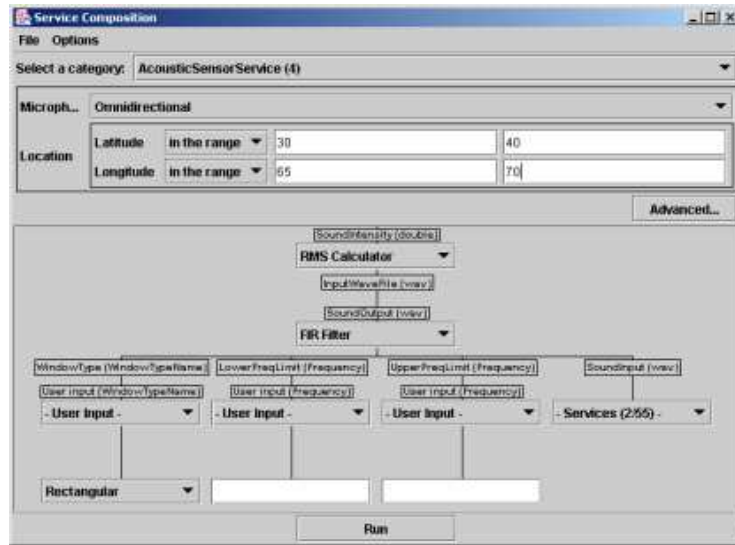 Service Composition
File Options
Select a category: AcousticSensorService (4)
Microph... Omnidirectional
Location
Latitude in the range 30 40
Longitude in the range 65 70
Advanced...
SoundIntensity (double)
RMS Calculator
InputWaveFile (wav)
SoundOutput (wav)
FIR Filter
WindowType (WindowTypeName) LowerFreqLimit (Frequency) UpperFreqLimit (Frequency) SoundInput (wav)
User input (WindowTypeName) User input (Frequency) User input (Frequency)
- User Input - - User Input - - User Input - - Services (2/55) -
Rectangular
Run